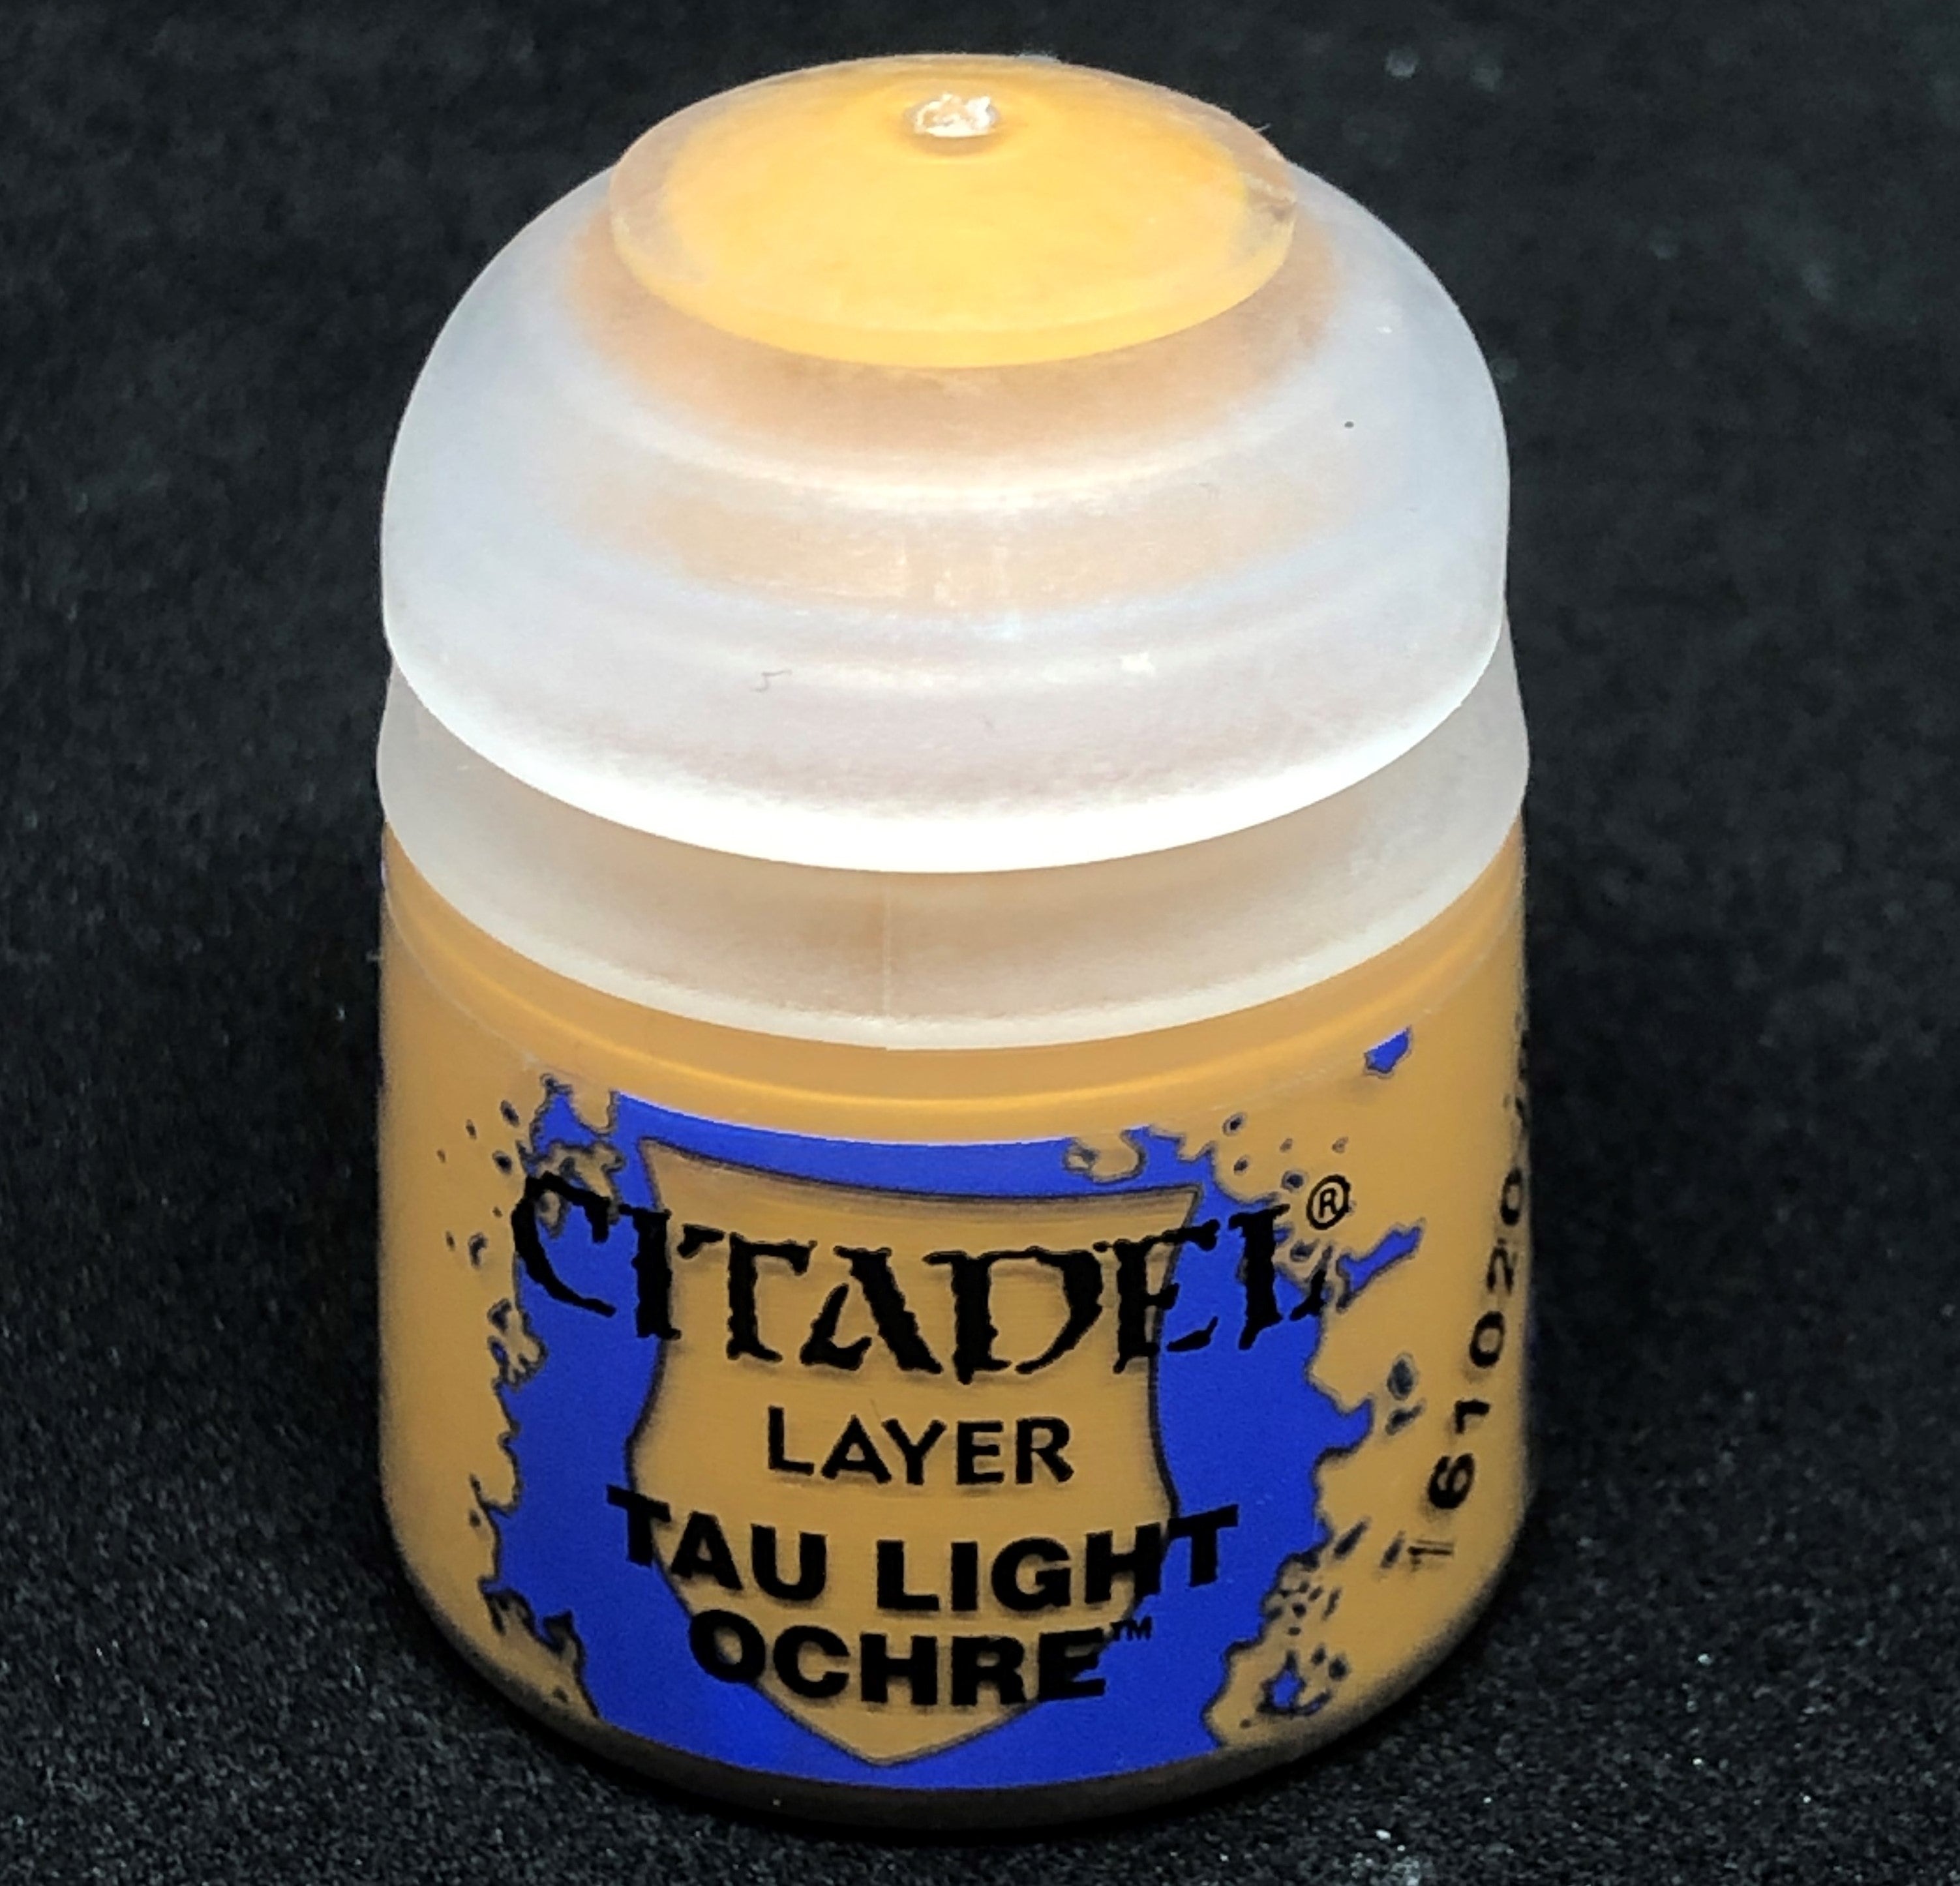 CITADEL®
LAYER
TAU LIGHT
OCHRE™